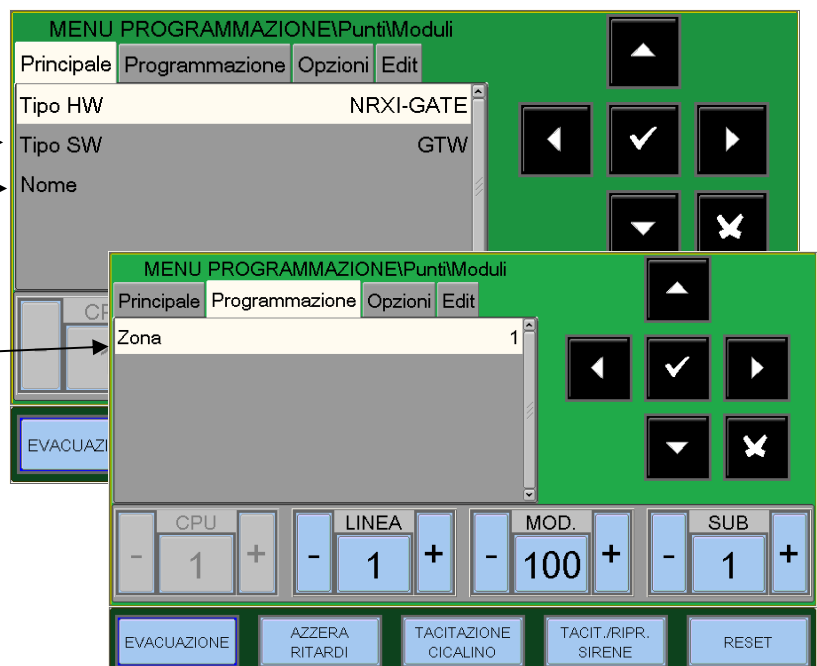 MENU PROGRAMMAZIONE\Punti\Moduli
Principale Programmazione Opzioni Edit
Tipo HW NRXI-GATE
Tipo SW GTW
Nome
EVACUAZI
MENU PROGRAMMAZIONE\Punti\Moduli
Principale Programmazione Opzioni Edit
Zona 1
CPU LINEA MOD. SUB
- 1 + - 1 + - 100 + - 1 +
EVACUAZIONE AZZERA RITARDI TACITAZIONE CICALINO TACIT./RIPR. SIRENE RESET